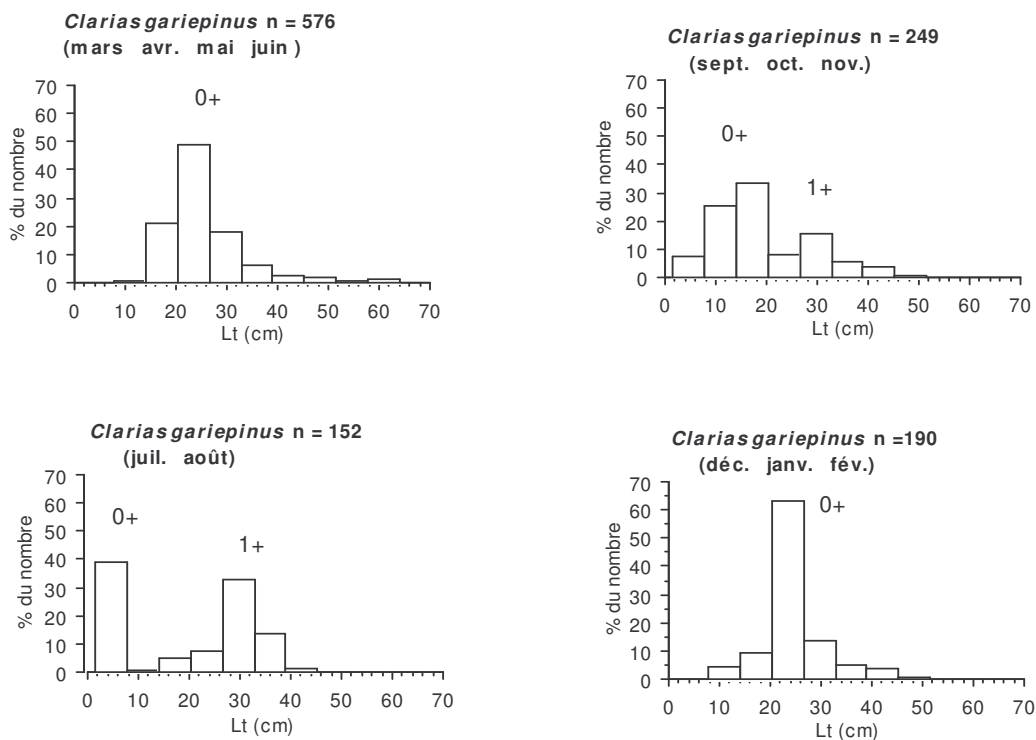 Clarias gariepinus n = 576
(mars avr. mai juin )
70
60
50
40
30
20
10
0
% du nombre
0+
0 10 20 30 40 50 60 70
Lt (cm)
Clarias gariepinus n = 249
(sept. oct. nov.)
70
60
50
40
30
20
10
0
% du nombre
0+
1+
0 10 20 30 40 50 60 70
Lt (cm)
Clarias gariepinus n = 152
(juil. août)
70
60
50
40
30
20
10
0
% du nombre
0+
1+
0 10 20 30 40 50 60 70
Lt (cm)
Clarias gariepinus n =190
(déc. janv. fév.)
70
60
50
40
30
20
10
0
% du nombre
0+
0 10 20 30 40 50 60 70
Lt (cm)